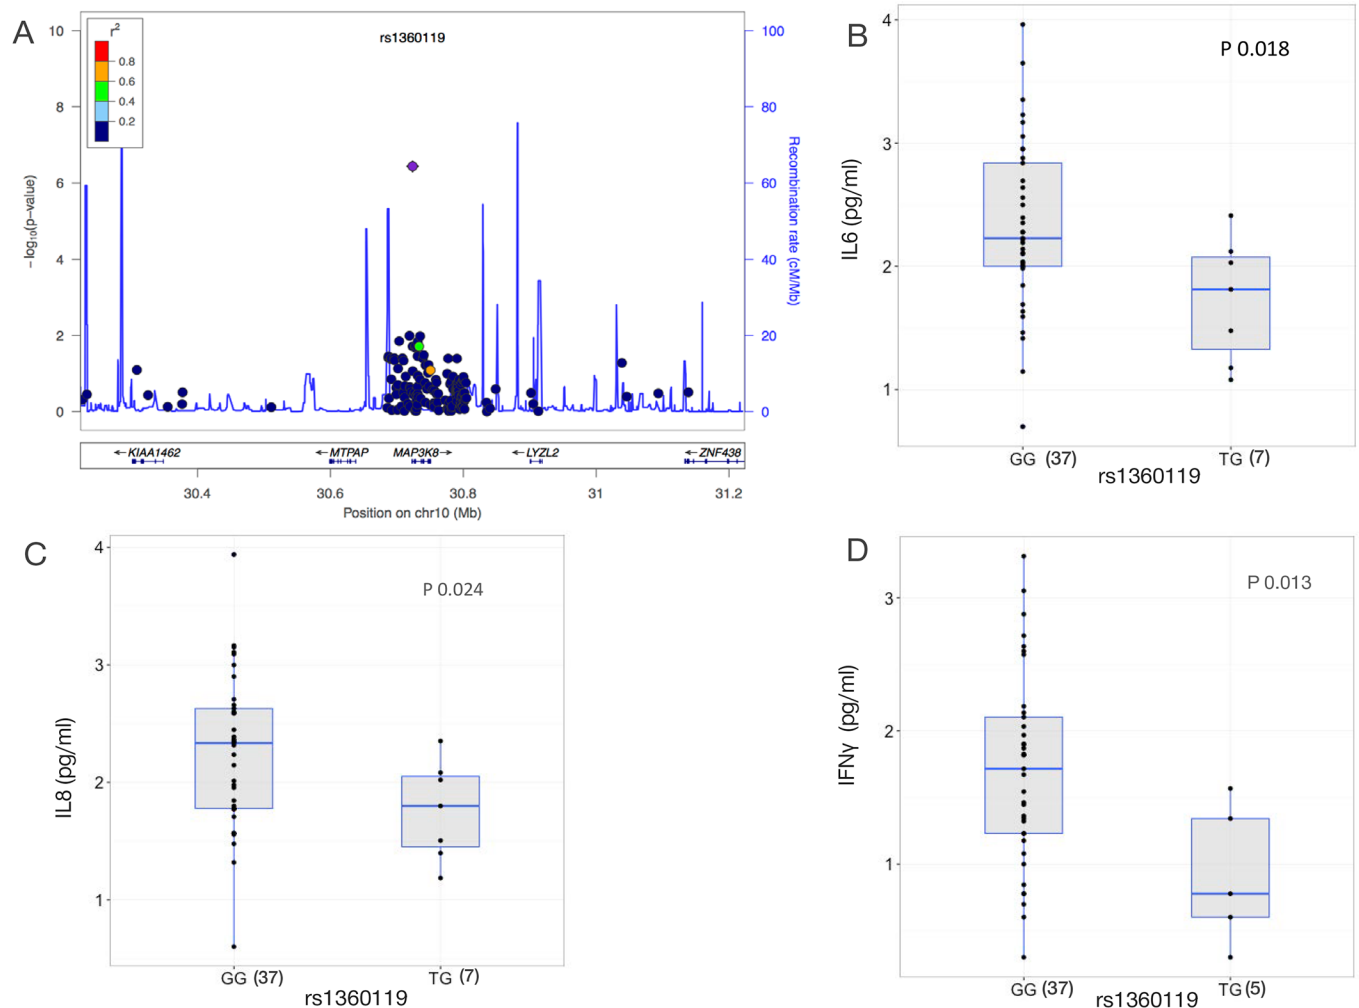 A
r²
0.8
0.6
0.4
0.2
rs1360119
10
8
6
4
2
0
−log₁₀(p−value)
100
80
60
40
20
0
Recombination rate (cM/Mb)
←KIAA1462
←MTPAP
MAP3K8→
←LYZL2
←ZNF438
30.4 30.6 30.8 31 31.2
Position on chr10 (Mb)
B
P 0.018
4
3
2
1
IL6 (pg/ml)
GG (37) TG (7)
rs1360119
C
P 0.024
4
3
2
1
IL8 (pg/ml)
GG (37) TG (7)
rs1360119
D
P 0.013
3
2
1
IFNγ (pg/ml)
GG (37) TG (5)
rs1360119